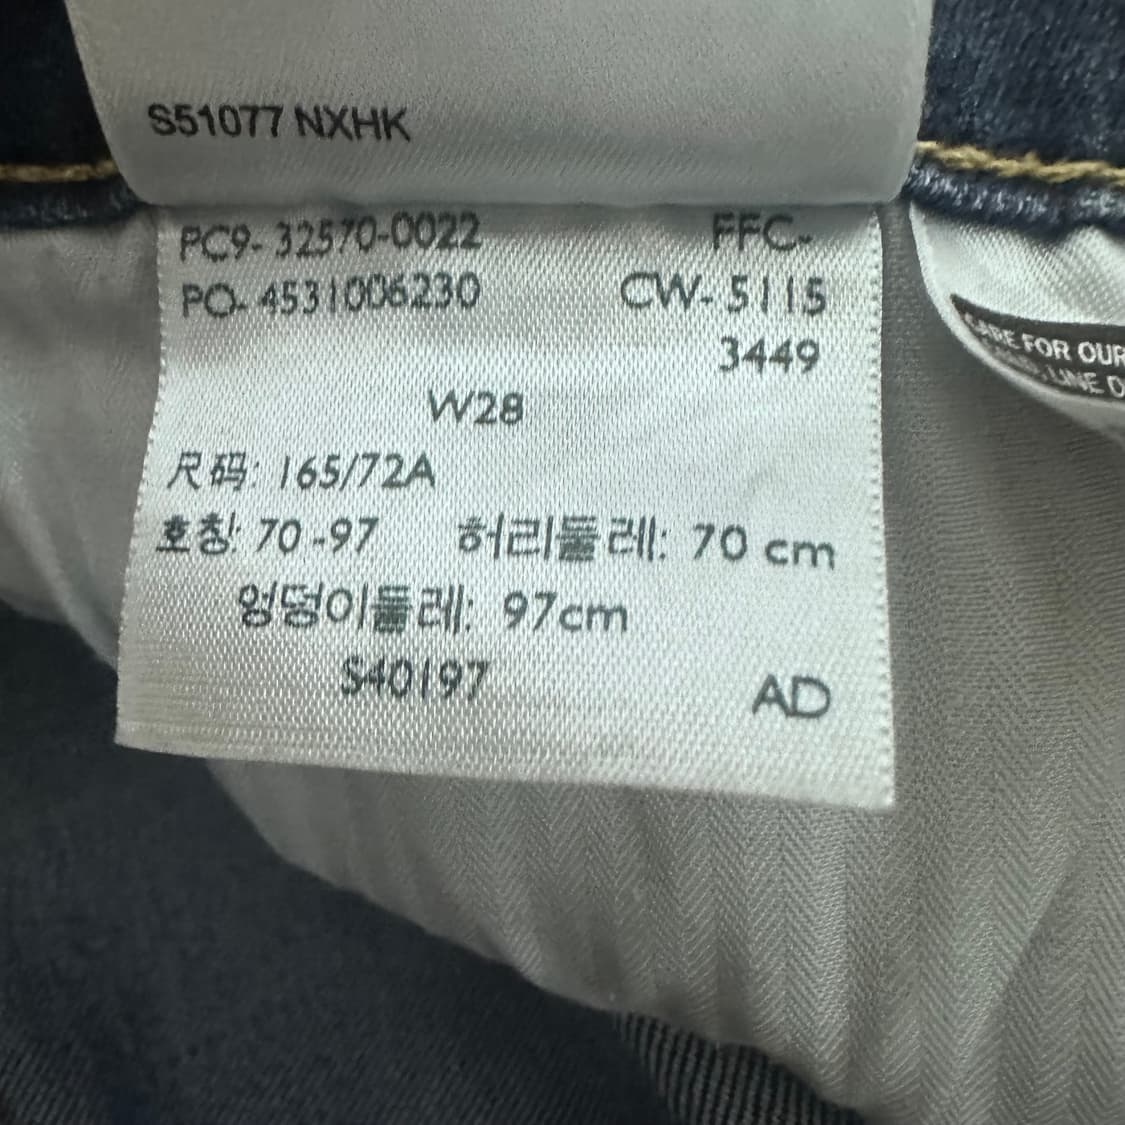 S51077 NXHK
PC9- 32570-0022 FFC-
PO- 4531006230 CW- 5115
3449
W28
尺码: 165/72A
호칭: 70 -97 허리둘레: 70 cm
엉덩이둘레: 97cm
S40197 AD
CARE FOR OUR
LINE